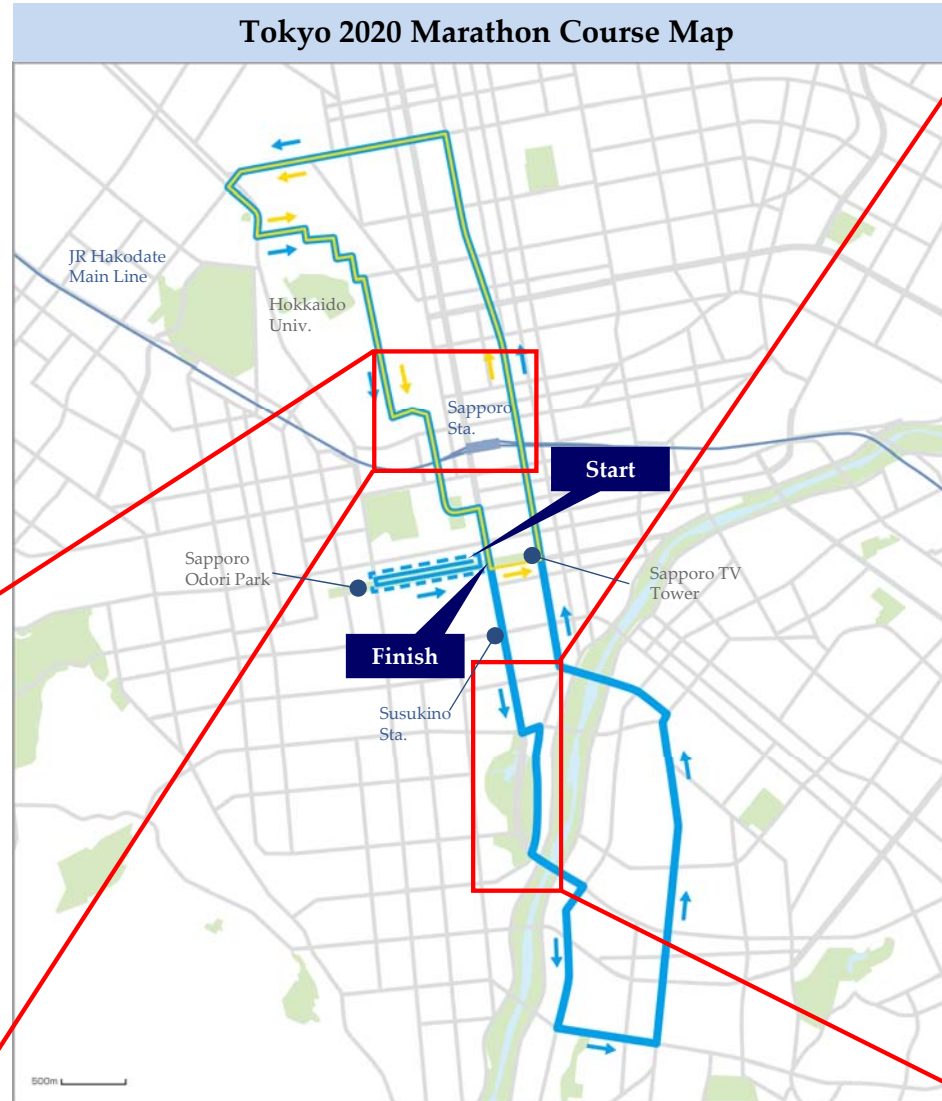 Tokyo 2020 Marathon Course Map
JR Hakodate
Main Line
Hokkaido
Univ.
Sapporo
Sta.
Start
Sapporo
Odori Park
Sapporo TV
Tower
Finish
Susukino
Sta.
500m